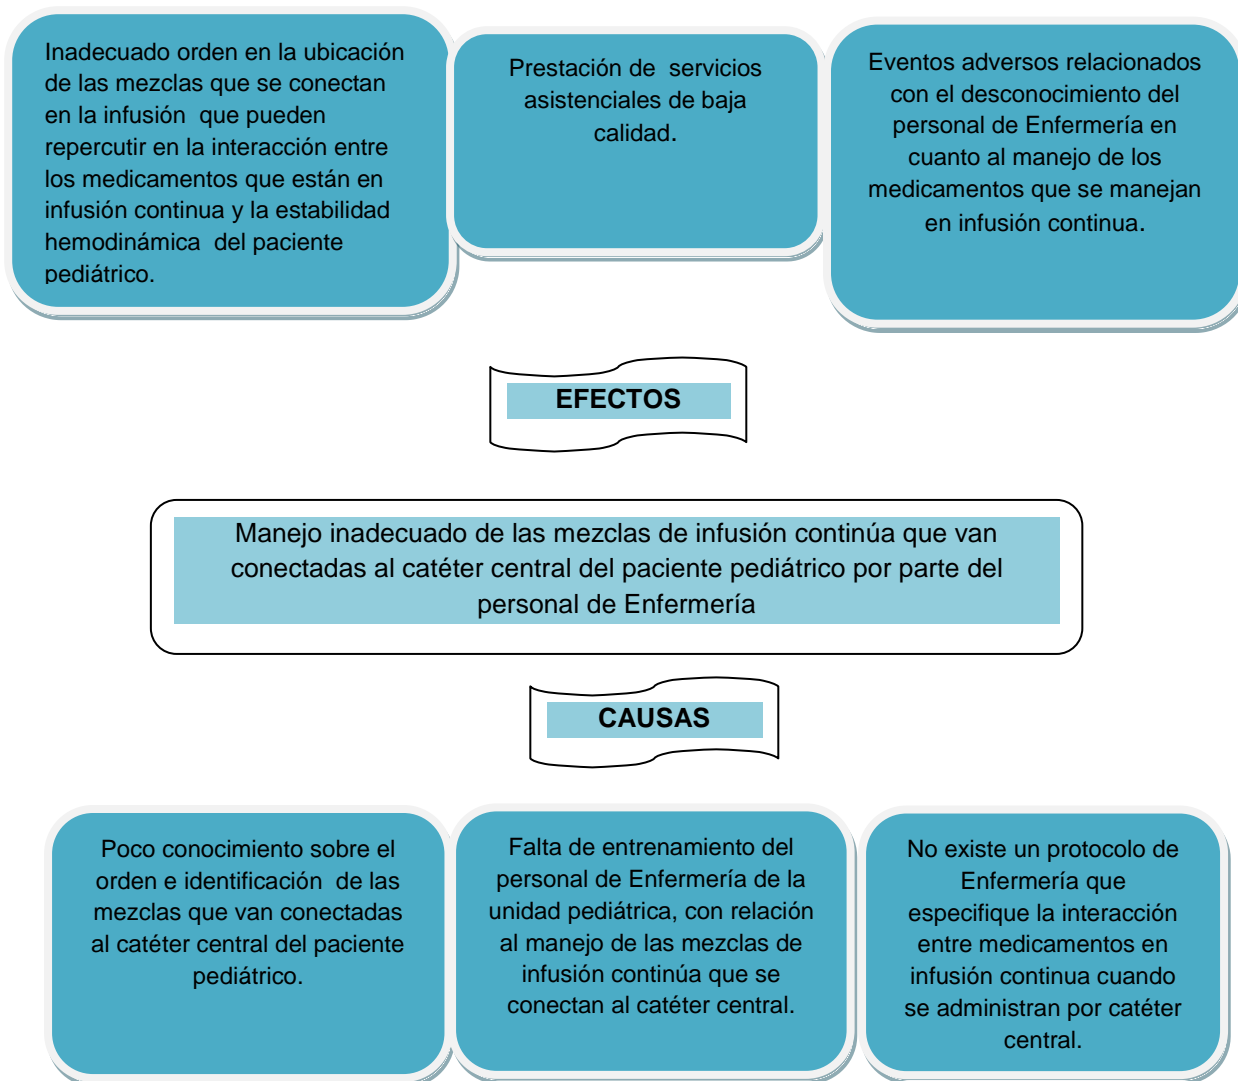 Inadecuado orden en la ubicación
de las mezclas que se conectan
en la infusión  que pueden
repercutir en la interacción entre
los medicamentos que están en
infusión continua y la estabilidad
hemodinámica  del paciente
pediátrico.
Prestación de  servicios
asistenciales de baja
calidad.
Eventos adversos relacionados
con el desconocimiento del
personal de Enfermería en
cuanto al manejo de los
medicamentos que se manejan
en infusión continua.
EFECTOS
Manejo inadecuado de las mezclas de infusión continúa que van
conectadas al catéter central del paciente pediátrico por parte del
personal de Enfermería
CAUSAS
Poco conocimiento sobre el
orden e identificación  de las
mezclas que van conectadas
al catéter central del paciente
pediátrico.
Falta de entrenamiento del
personal de Enfermería de la
unidad pediátrica, con relación
al manejo de las mezclas de
infusión continúa que se
conectan al catéter central.
No existe un protocolo de
Enfermería que
especifique la interacción
entre medicamentos en
infusión continua cuando
se administran por catéter
central.